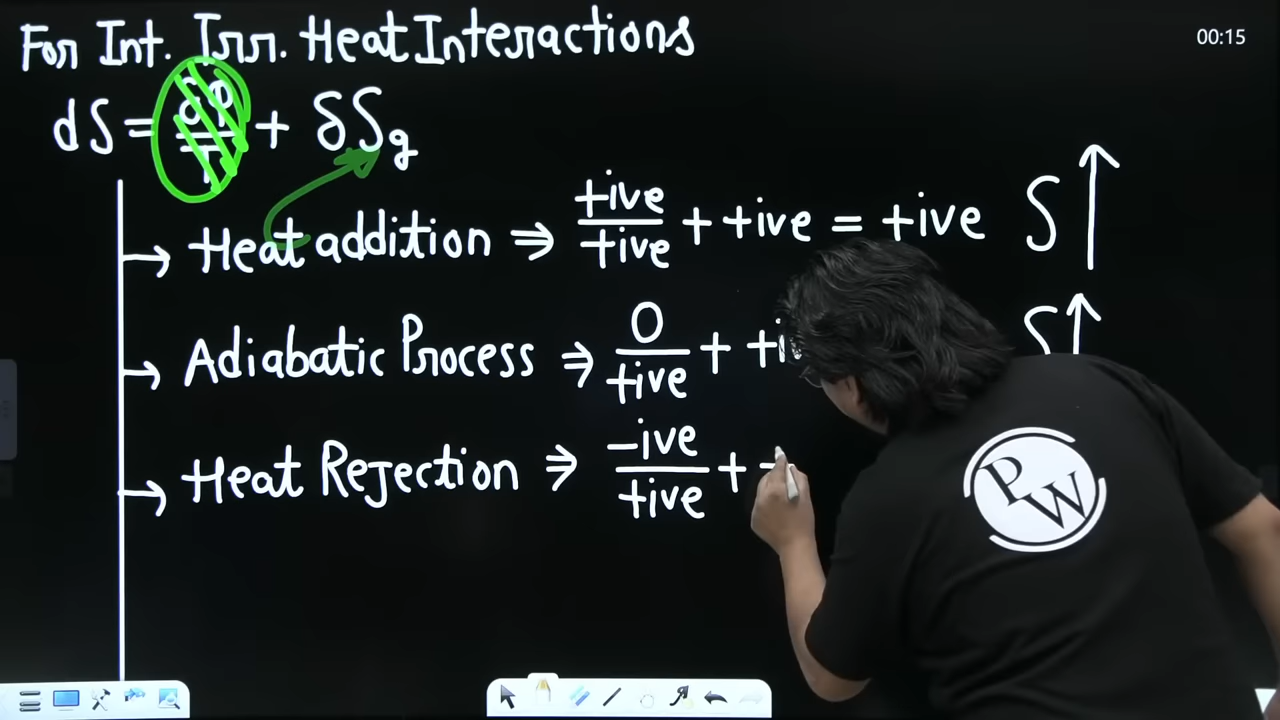 For Int. Irr. Heat Interactions
00:15
dS = δφ/T + δSg
→ Heat addition ⇒ +ive/+ive + +ive = +ive S ↑
→ Adiabatic Process ⇒ 0/+ive + S ↑
→ Heat Rejection ⇒ -ive/+ive +
PW